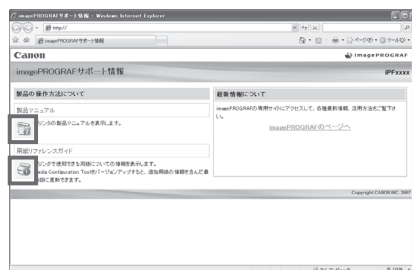 imagePROGRAFサポート情報 - Windows Internet Explorer
http://
imagePROGRAFサポート情報
Canon
imagePROGRAF
imagePROGRAFサポート情報
iPFxxxx
製品の操作方法について
製品マニュアル
リンタの製品マニュアルを表示します。
用紙リファレンスガイド
リンタで使用できる用紙についての情報を表示します。
edia Configuration Toolをバージョンアップすると、追加用紙の情報を含んだ最
に更新できます。
最新情報について
imagePROGRAFの専用サイトにアクセスして、各種最新情報、活用方法をご覧下さ
い。
imagePROGRAFのページへ
Copyright CANON INC. 2007